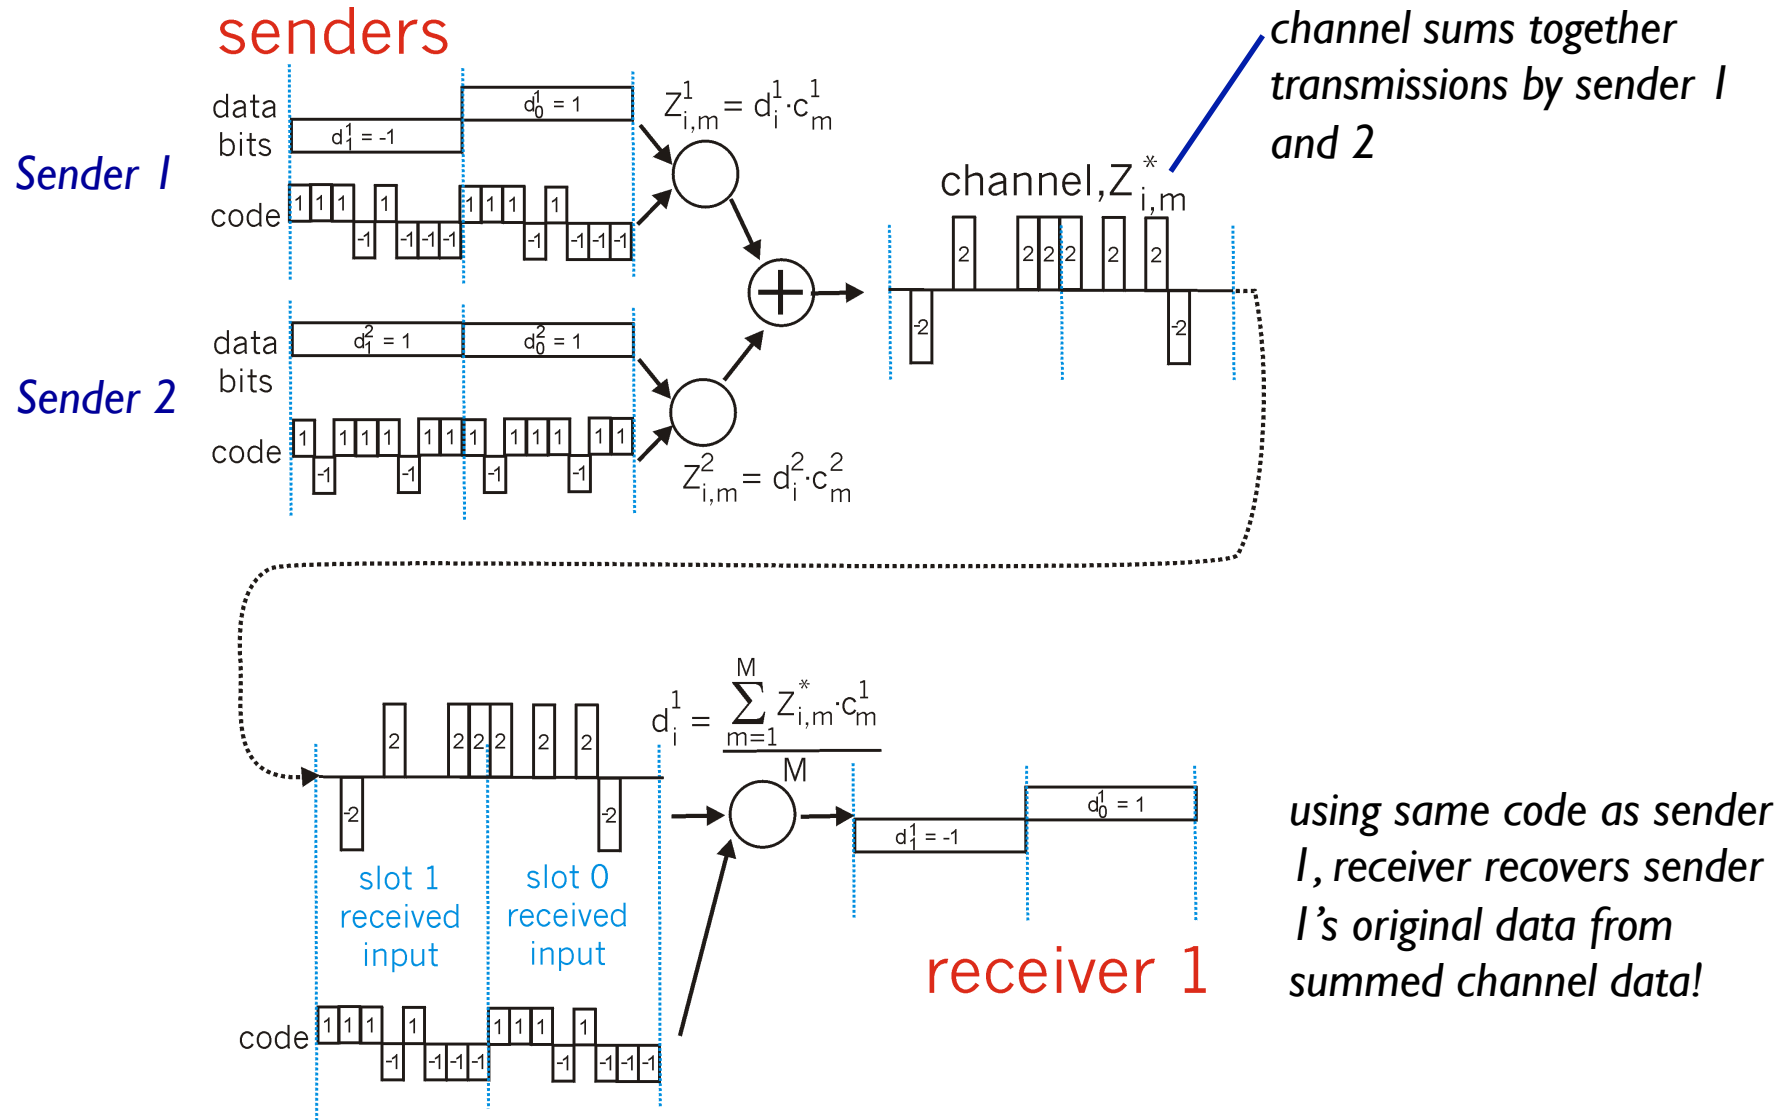 senders
channel sums together
transmissions by sender 1
and 2
Sender 1
data
bits
d₀¹ = 1
d₁¹ = -1
Z¹i,m = d¹i·c¹m
code
1 1 1 -1 1 -1 -1 -1 1 1 1 -1 1 -1 -1 -1
channel, Z*i,m
2 2 2 2 2 2
-2 -2
Sender 2
data
bits
d₁² = 1 d₀² = 1
code
1 -1 1 1 1 -1 1 1 1 -1 1 1 1 -1 1 1
Z²i,m = d²i·c²m
2 2 2 2 2 2
-2 -2
d¹i = M∑m=1 Z*i,m·c¹m
M
slot 1
received
input
slot 0
received
input
d₀¹ = 1
d₁¹ = -1
code
1 1 1 -1 1 -1 -1 -1 1 1 1 -1 1 -1 -1 -1
receiver 1
using same code as sender
1, receiver recovers sender
1’s original data from
summed channel data!